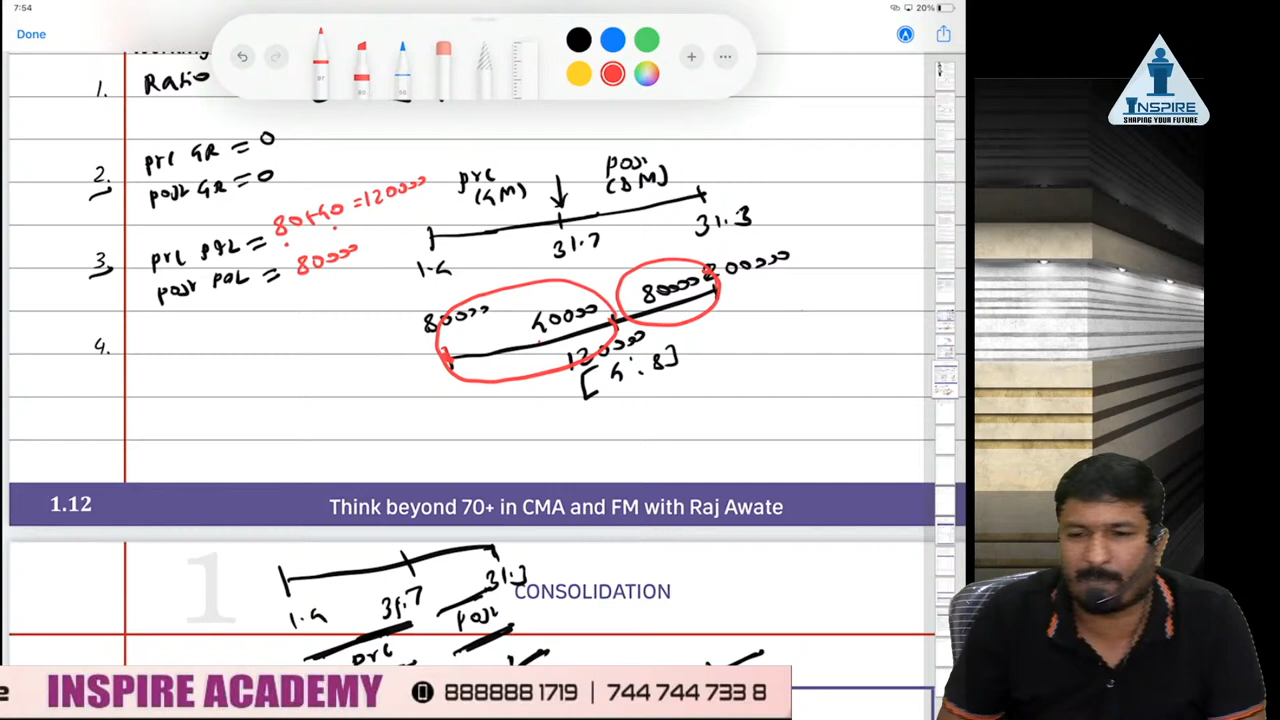 7:54
20%
Done
1. Ratio
2. pre GR = 0
post GR = 0
3. pre P&L = 80+40 = 120000
post P&L = 80000
pre
(4M)
post
(8M)
1.4
31.7
31.3
80000
40000
80000
200000
120000
[4:8]
4.
1.12
Think beyond 70+ in CMA and FM with Raj Awate
1
CONSOLIDATION
1.4
31.7
31.3
pre
post
INSPIRE
SHAPING YOUR FUTURE
INSPIRE ACADEMY
888888 1719 | 744 744 733 8